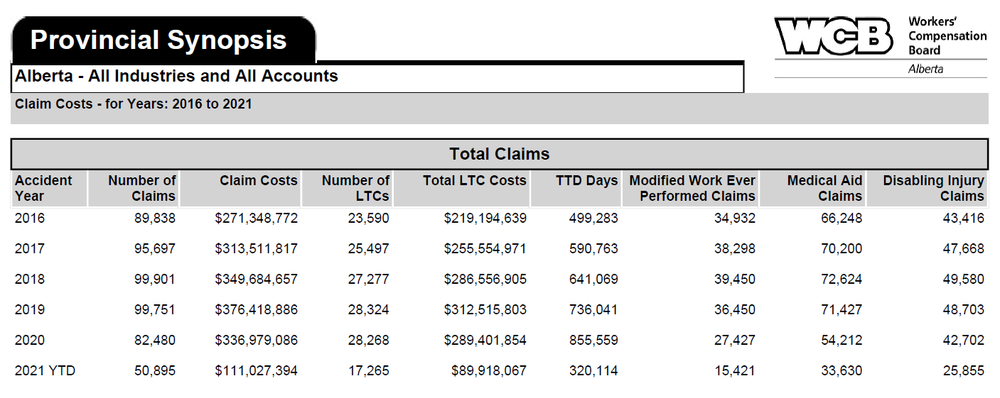 Provincial Synopsis
WCB
Workers'
Compensation
Board
Alberta
Alberta - All Industries and All Accounts
Claim Costs - for Years: 2016 to 2021
Total Claims
Accident Year Number of Claims Claim Costs Number of LTCs Total LTC Costs TTD Days Modified Work Ever Performed Claims Medical Aid Claims Disabling Injury Claims
2016 89,838 $271,348,772 23,590 $219,194,639 499,283 34,932 66,248 43,416
2017 95,697 $313,511,817 25,497 $255,554,971 590,763 38,298 70,200 47,668
2018 99,901 $349,684,657 27,277 $286,556,905 641,069 39,450 72,624 49,580
2019 99,751 $376,418,886 28,324 $312,515,803 736,041 36,450 71,427 48,703
2020 82,480 $336,979,086 28,268 $289,401,854 855,559 27,427 54,212 42,702
2021 YTD 50,895 $111,027,394 17,265 $89,918,067 320,114 15,421 33,630 25,855